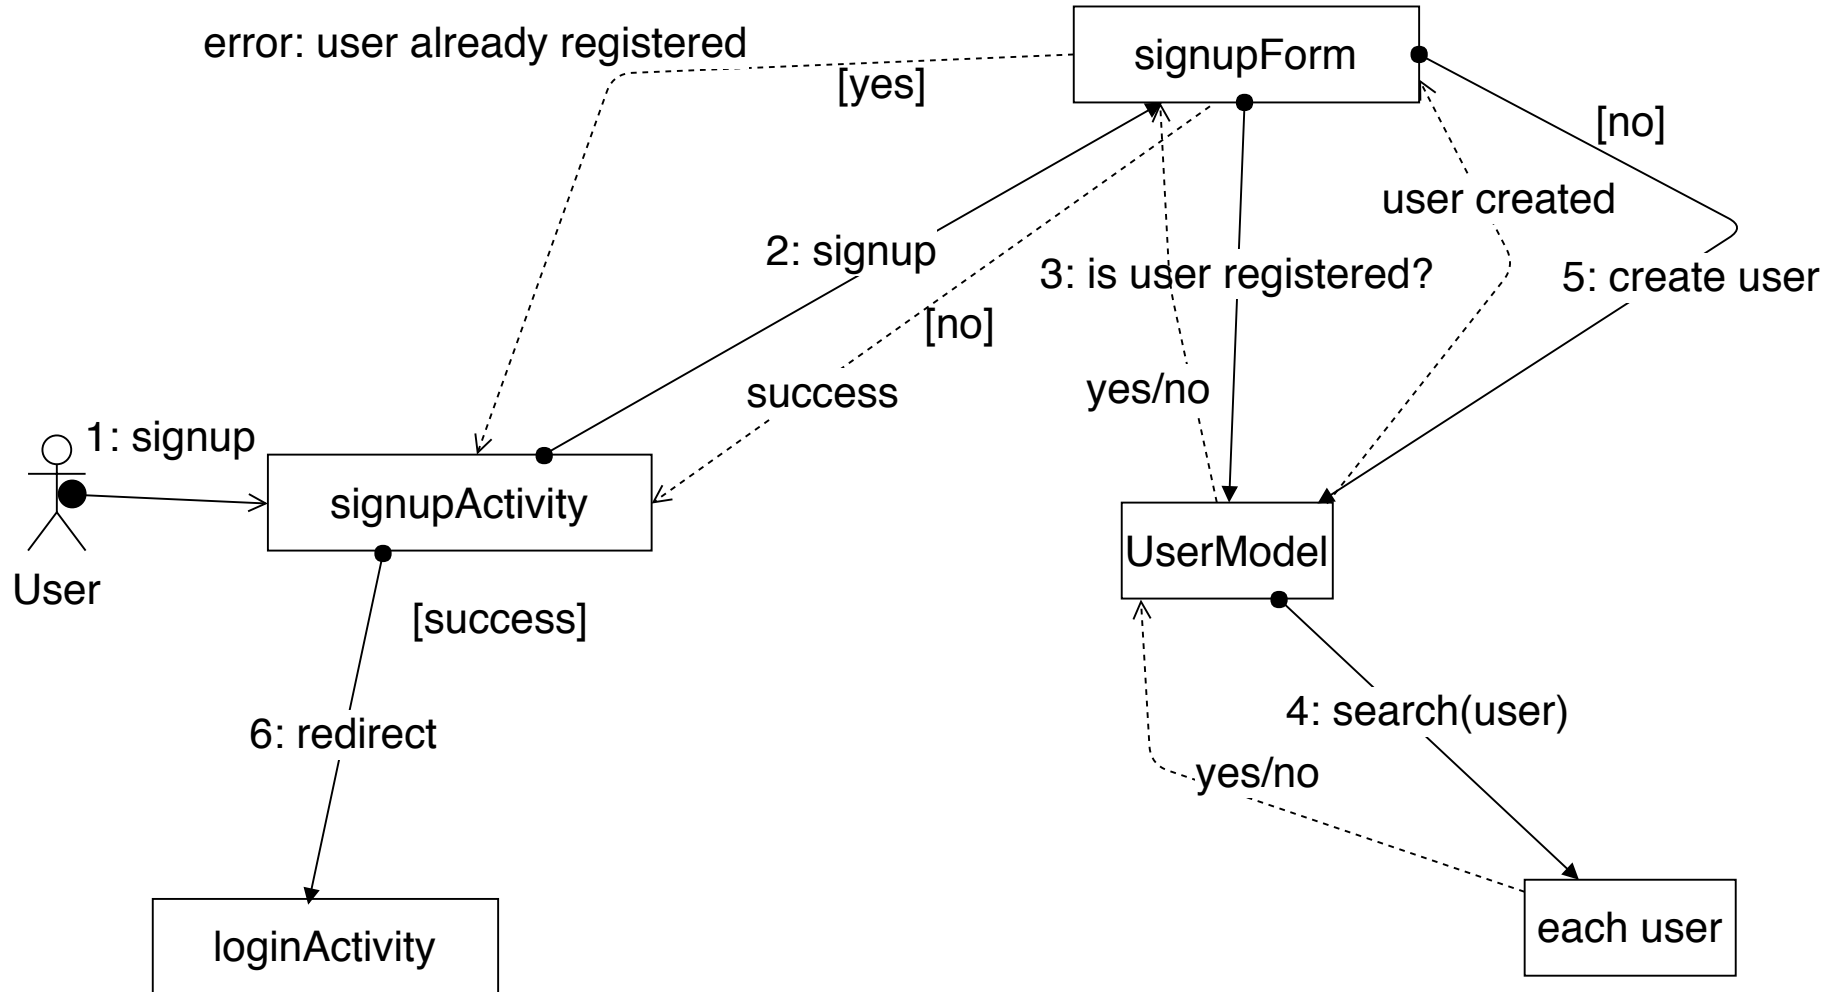 error: user already registered
signupForm
[yes]
[no]
user created
2: signup
3: is user registered?
5: create user
[no]
yes/no
success
1: signup
signupActivity
UserModel
User
[success]
4: search(user)
6: redirect
yes/no
each user
loginActivity